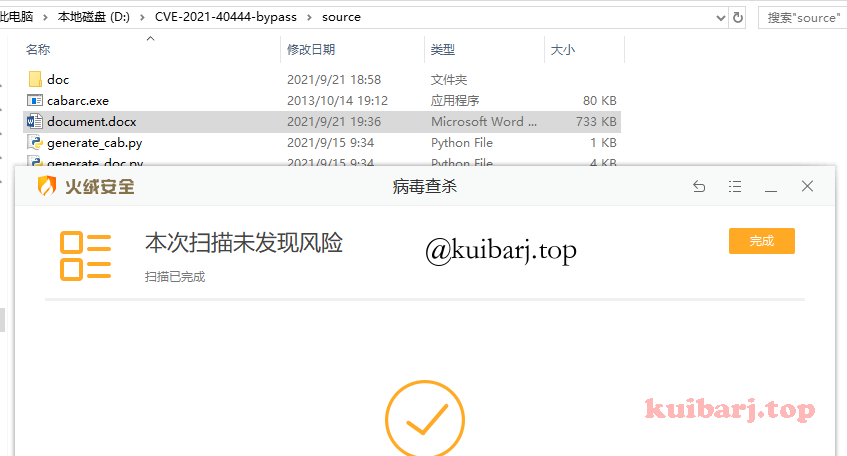 此电脑 > 本地磁盘 (D:) > CVE-2021-40444-bypass > source
搜索"source"
名称 修改日期 类型 大小
doc 2021/9/21 18:58 文件夹
cabarc.exe 2013/10/14 19:12 应用程序 80 KB
document.docx 2021/9/21 19:36 Microsoft Word ... 733 KB
generate_cab.py 2021/9/15 9:34 Python File 1 KB
generate_doc.py 2021/9/15 9:34 Python File 4 KB
火绒安全 病毒查杀
本次扫描未发现风险
@kuibarj.top
完成
扫描已完成
kuibarj.top